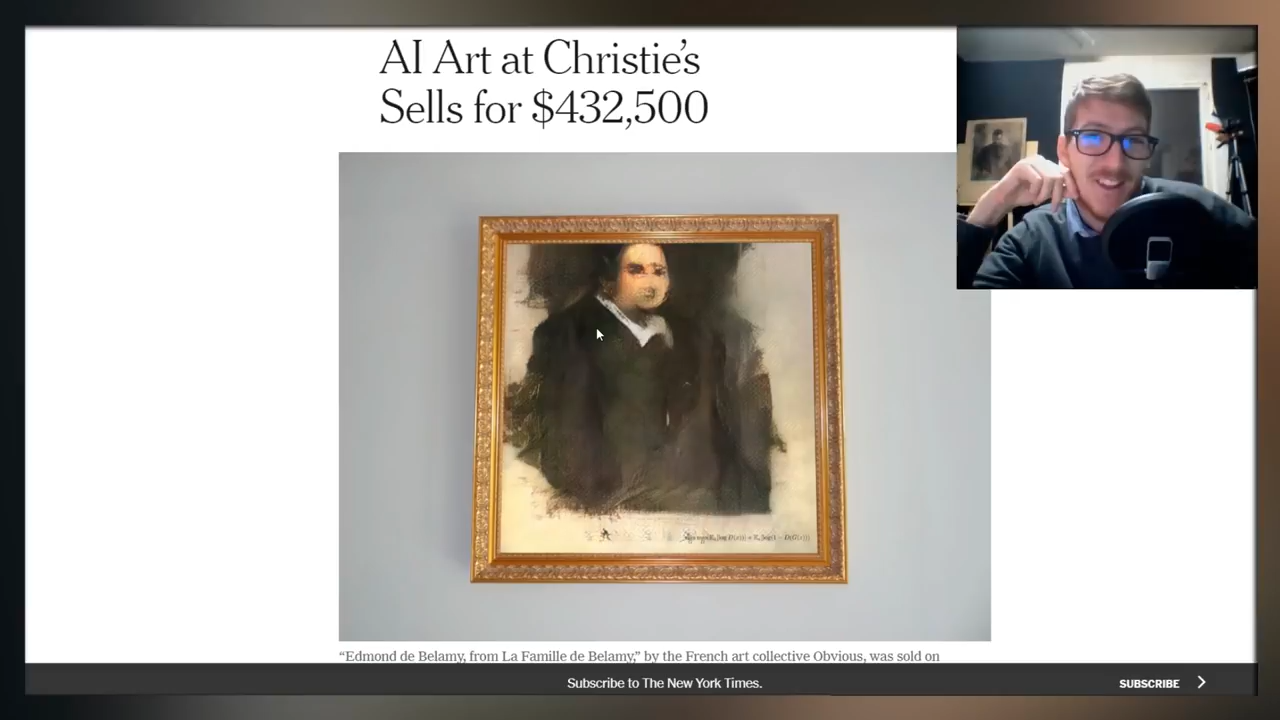 AI Art at Christie's
Sells for $432,500
“Edmond de Belamy, from La Famille de Belamy,” by the French art collective Obvious, was sold on
Subscribe to The New York Times.
SUBSCRIBE